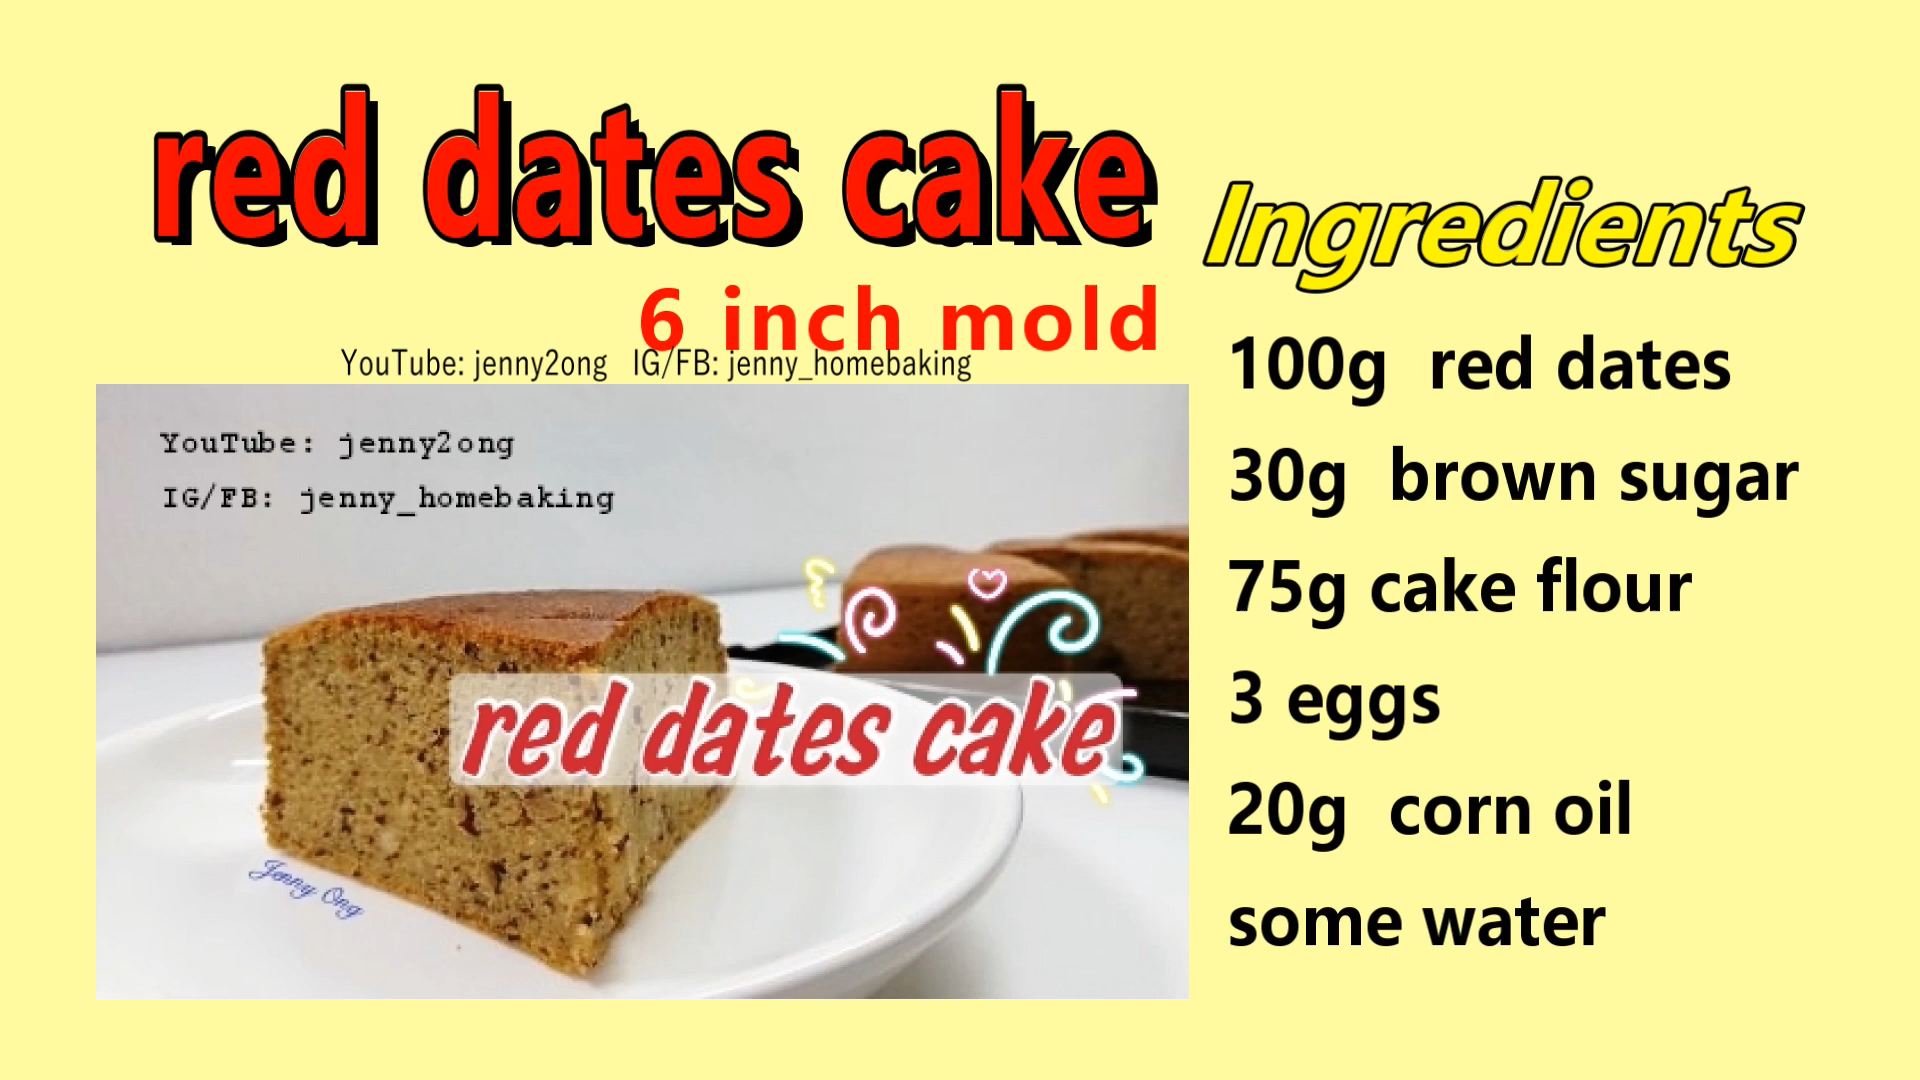 red dates cake
6 inch mold
YouTube: jenny2ong IG/FB: jenny_homebaking
YouTube: jenny2ong
IG/FB: jenny_homebaking
red dates cake
Jenny Ong
Ingredients
100g red dates
30g brown sugar
75g cake flour
3 eggs
20g corn oil
some water